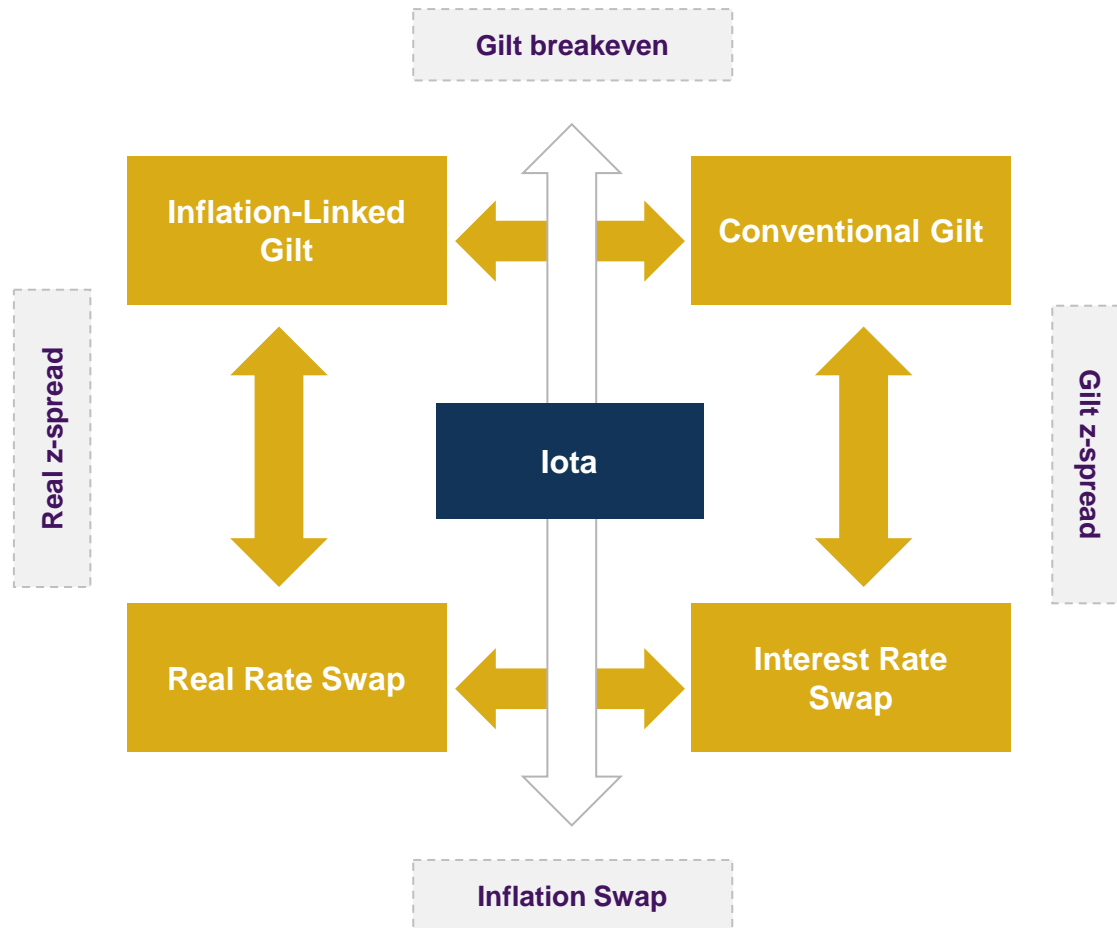 Gilt breakeven
Inflation-Linked
Gilt
Conventional Gilt
Real z-spread
Iota
Gilt z-spread
Real Rate Swap
Interest Rate
Swap
Inflation Swap